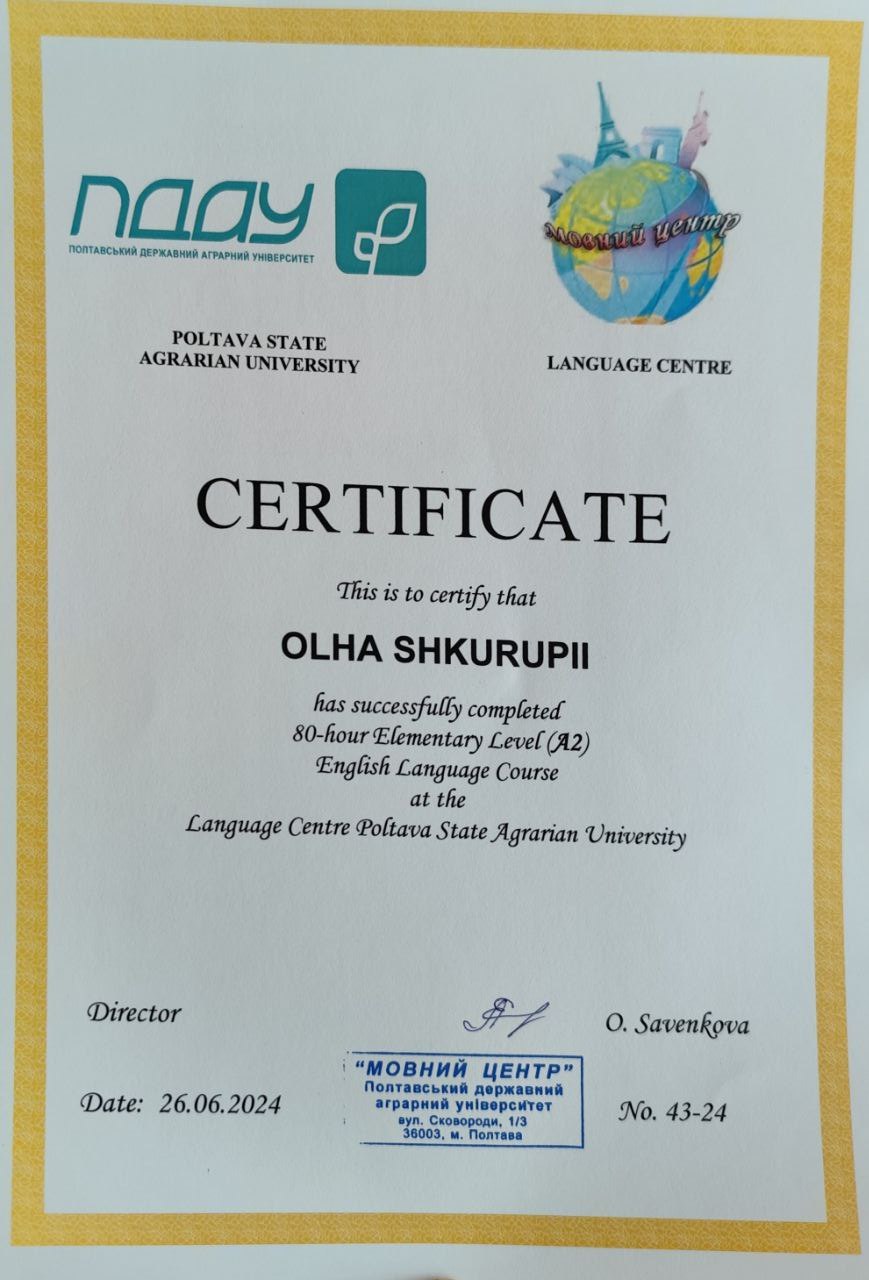 ПДАУ
ПОЛТАВСЬКИЙ ДЕРЖАВНИЙ АГРАРНИЙ УНІВЕРСИТЕТ
мовний центр
POLTAVA STATE
AGRARIAN UNIVERSITY
LANGUAGE CENTRE
CERTIFICATE
This is to certify that
OLHA SHKURUPII
has successfully completed
80-hour Elementary Level (A2)
English Language Course
at the
Language Centre Poltava State Agrarian University
Director
O. Savenkova
"МОВНИЙ ЦЕНТР"
Полтавський державний
аграрний університет
вул. Сковороди, 1/3
36003, м. Полтава
Date: 26.06.2024
No. 43-24